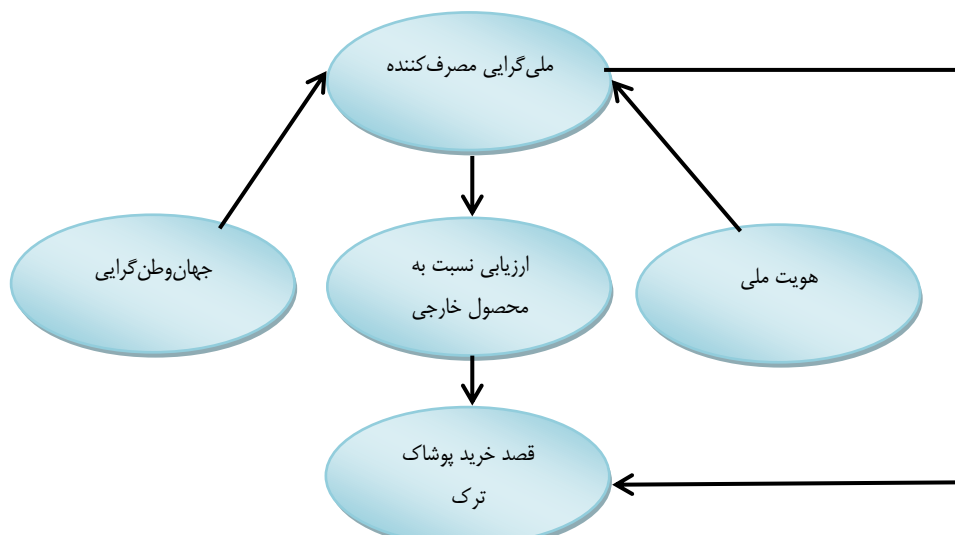 ملی‌گرایی مصرف‌کننده
هویت ملی
ارزیابی نسبت به
محصول خارجی
جهان‌وطن‌گرایی
قصد خرید پوشاک
ترک